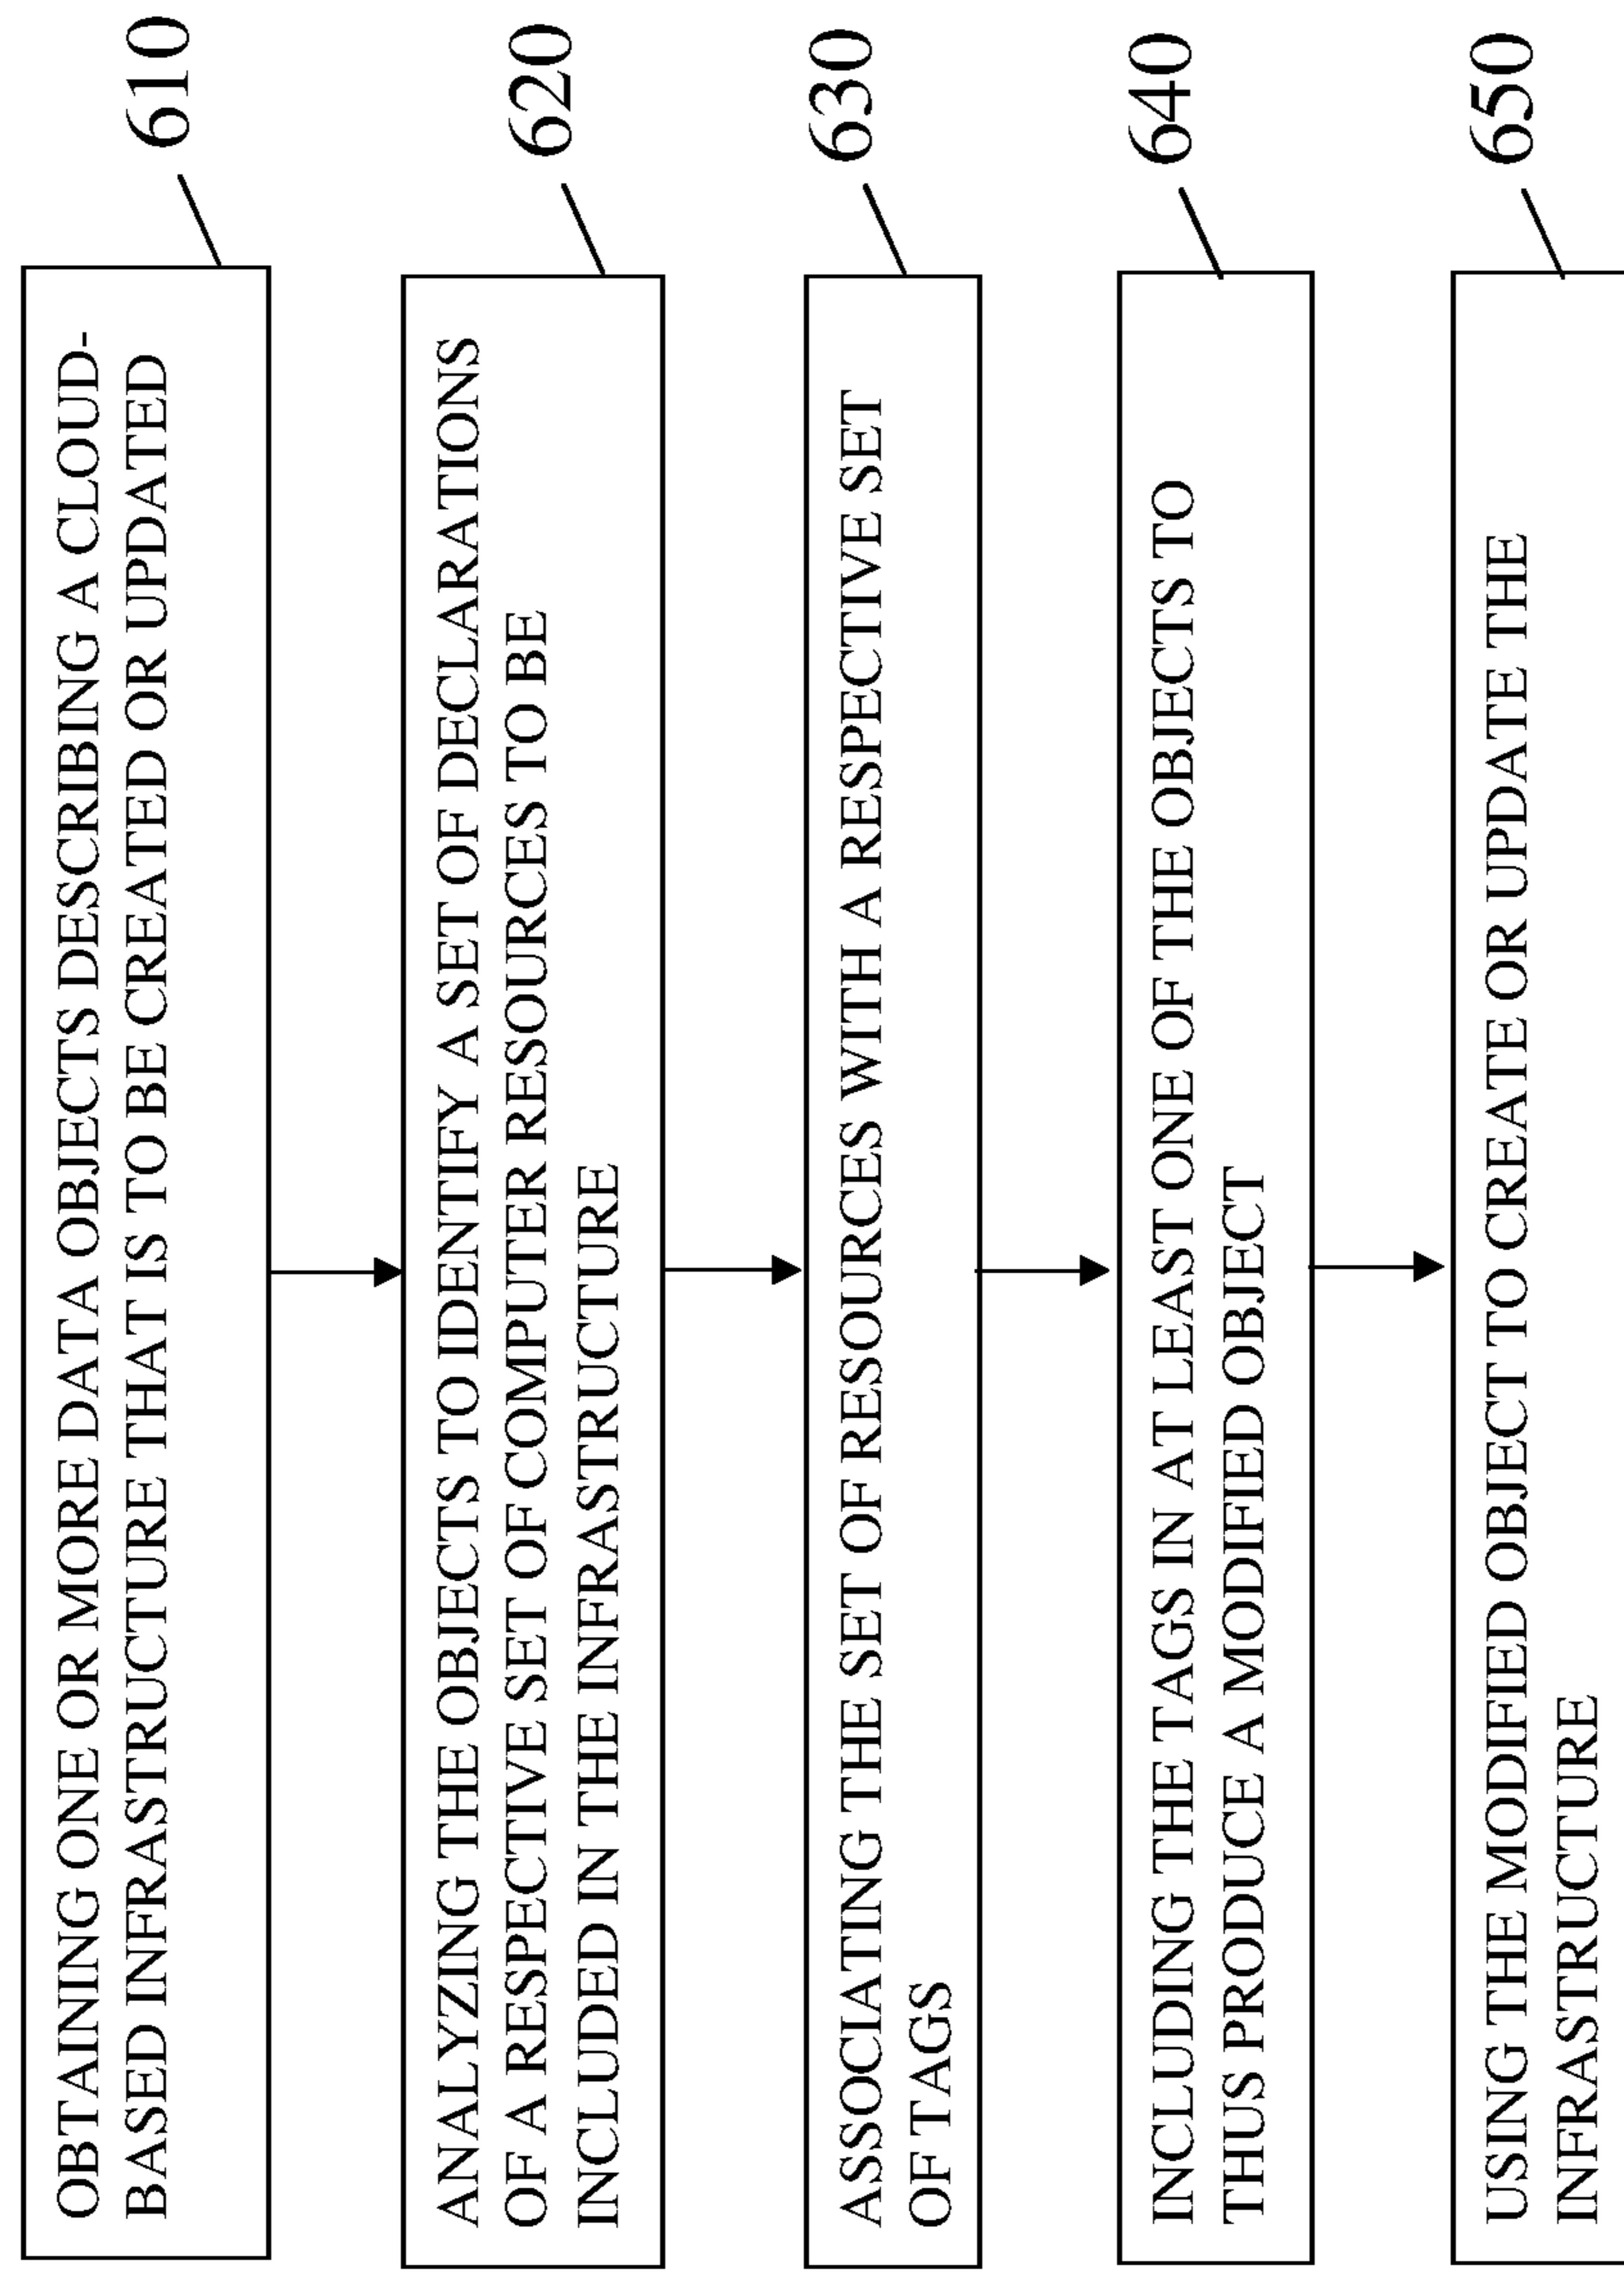 OBTAINING ONE OR MORE DATA OBJECTS DESCRIBING A CLOUD-
BASED INFRASTRUCTURE THAT IS TO BE CREATED OR UPDATED
610
ANALYZING THE OBJECTS TO IDENTIFY A SET OF DECLARATIONS
OF A RESPECTIVE SET OF COMPUTER RESOURCES TO BE
INCLUDED IN THE INFRASTRUCTURE
620
ASSOCIATING THE SET OF RESOURCES WITH A RESPECTIVE SET
OF TAGS
630
INCLUDING THE TAGS IN AT LEAST ONE OF THE OBJECTS TO
THUS PRODUCE A MODIFIED OBJECT
640
USING THE MODIFIED OBJECT TO CREATE OR UPDATE THE
INFRASTRUCTURE
650